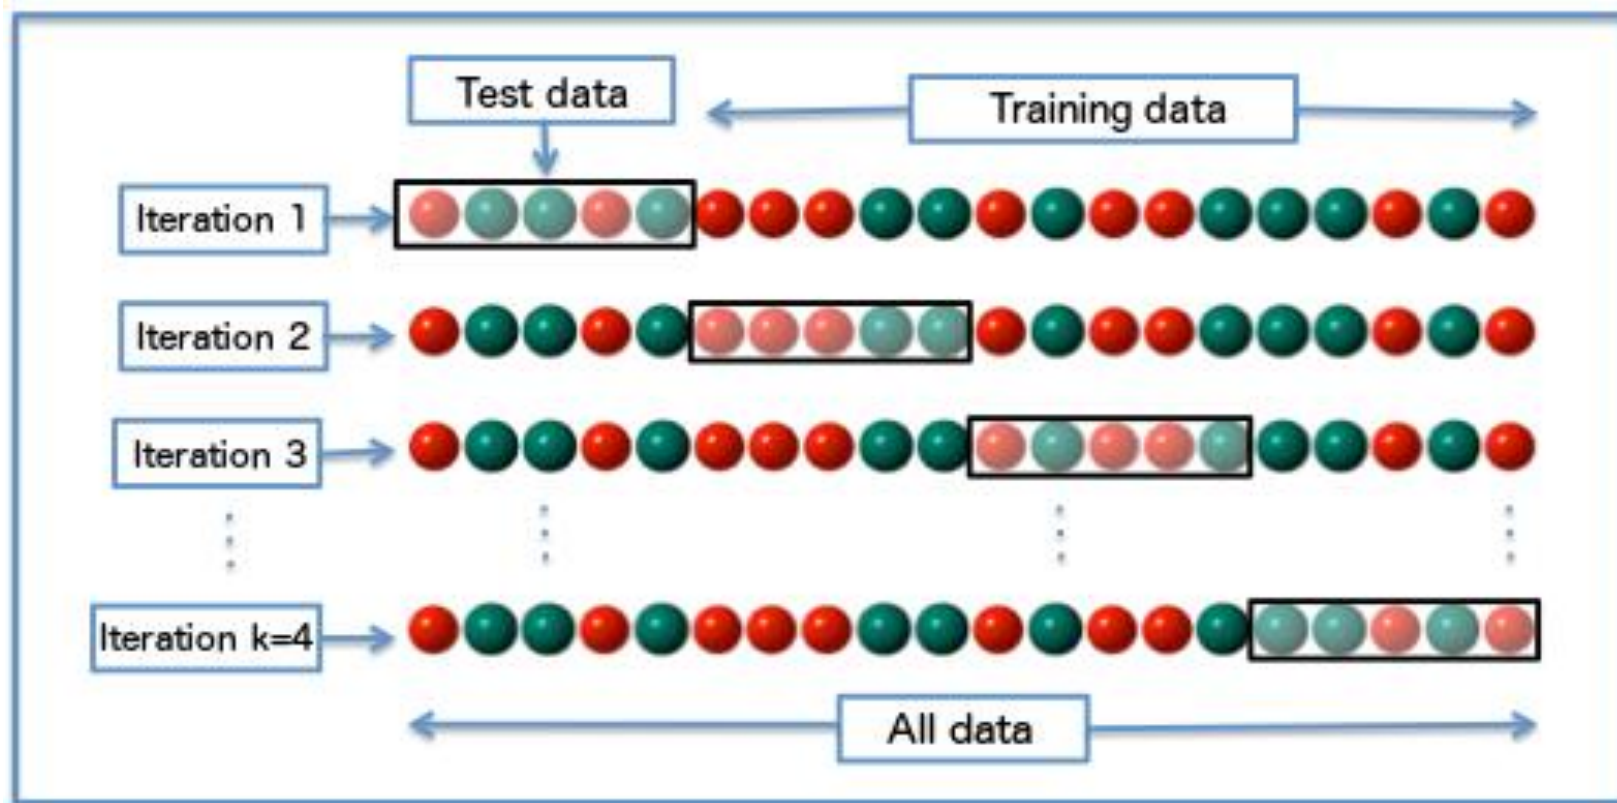 Test data
Training data
Iteration 1
Iteration 2
Iteration 3
Iteration k=4
All data